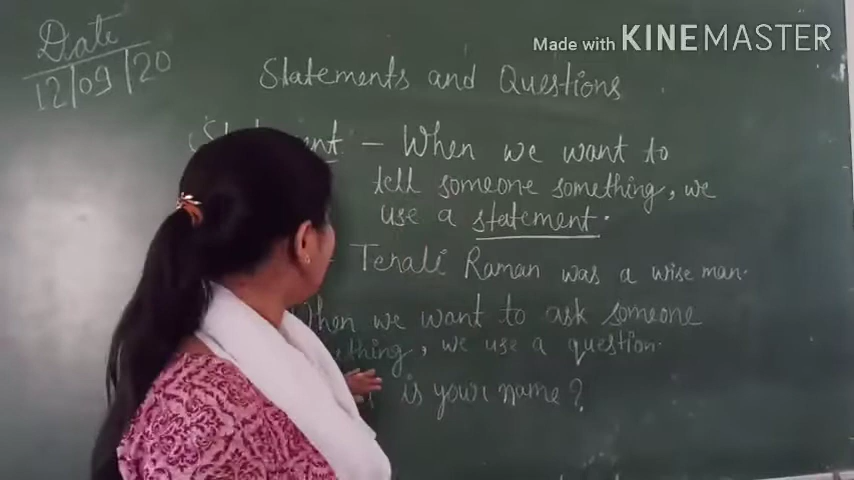 Date
12/09/20
Made with KINEMASTER
Statements and Questions
- When we want to
tell someone something, we
use a statement.
Tenali Raman was a wise man.
When we want to ask someone
we use a question.
is your name?